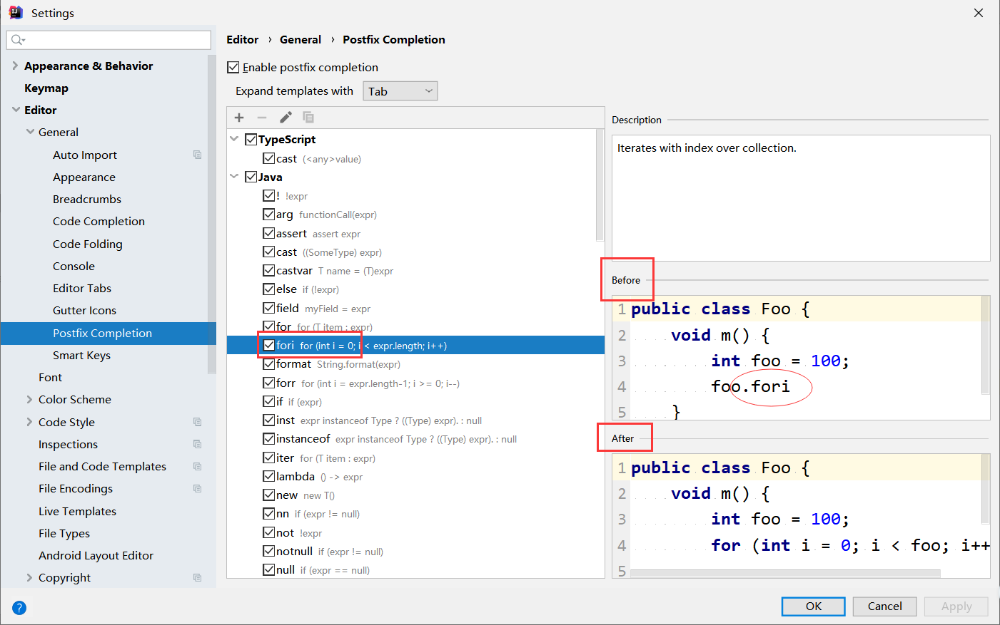 Settings
Editor › General › Postfix Completion
Appearance & Behavior
Keymap
Editor
General
Auto Import
Appearance
Breadcrumbs
Code Completion
Code Folding
Console
Editor Tabs
Gutter Icons
Postfix Completion
Smart Keys
Font
Color Scheme
Code Style
Inspections
File and Code Templates
File Encodings
Live Templates
File Types
Android Layout Editor
Copyright
Enable postfix completion
Expand templates with Tab
TypeScript
cast (<any>value)
Java
! !expr
arg functionCall(expr)
assert assert expr
cast ((SomeType) expr)
castvar T name = (T)expr
else if (!expr)
field myField = expr
for for (T item : expr)
fori for (int i = 0; i < expr.length; i++)
format String.format(expr)
forr for (int i = expr.length-1; i >= 0; i--)
if if (expr)
inst expr instanceof Type ? ((Type) expr). : null
instanceof expr instanceof Type ? ((Type) expr). : null
iter for (T item : expr)
lambda () -> expr
new new T()
nn if (expr != null)
not !expr
notnull if (expr != null)
null if (expr == null)
Description
Iterates with index over collection.
Before
1 public class Foo {
2 void m() {
3 int foo = 100;
4 foo.fori
5 }
After
1 public class Foo {
2 void m() {
3 int foo = 100;
4 for (int i = 0; i < foo; i++
5
?
OK
Cancel
Apply